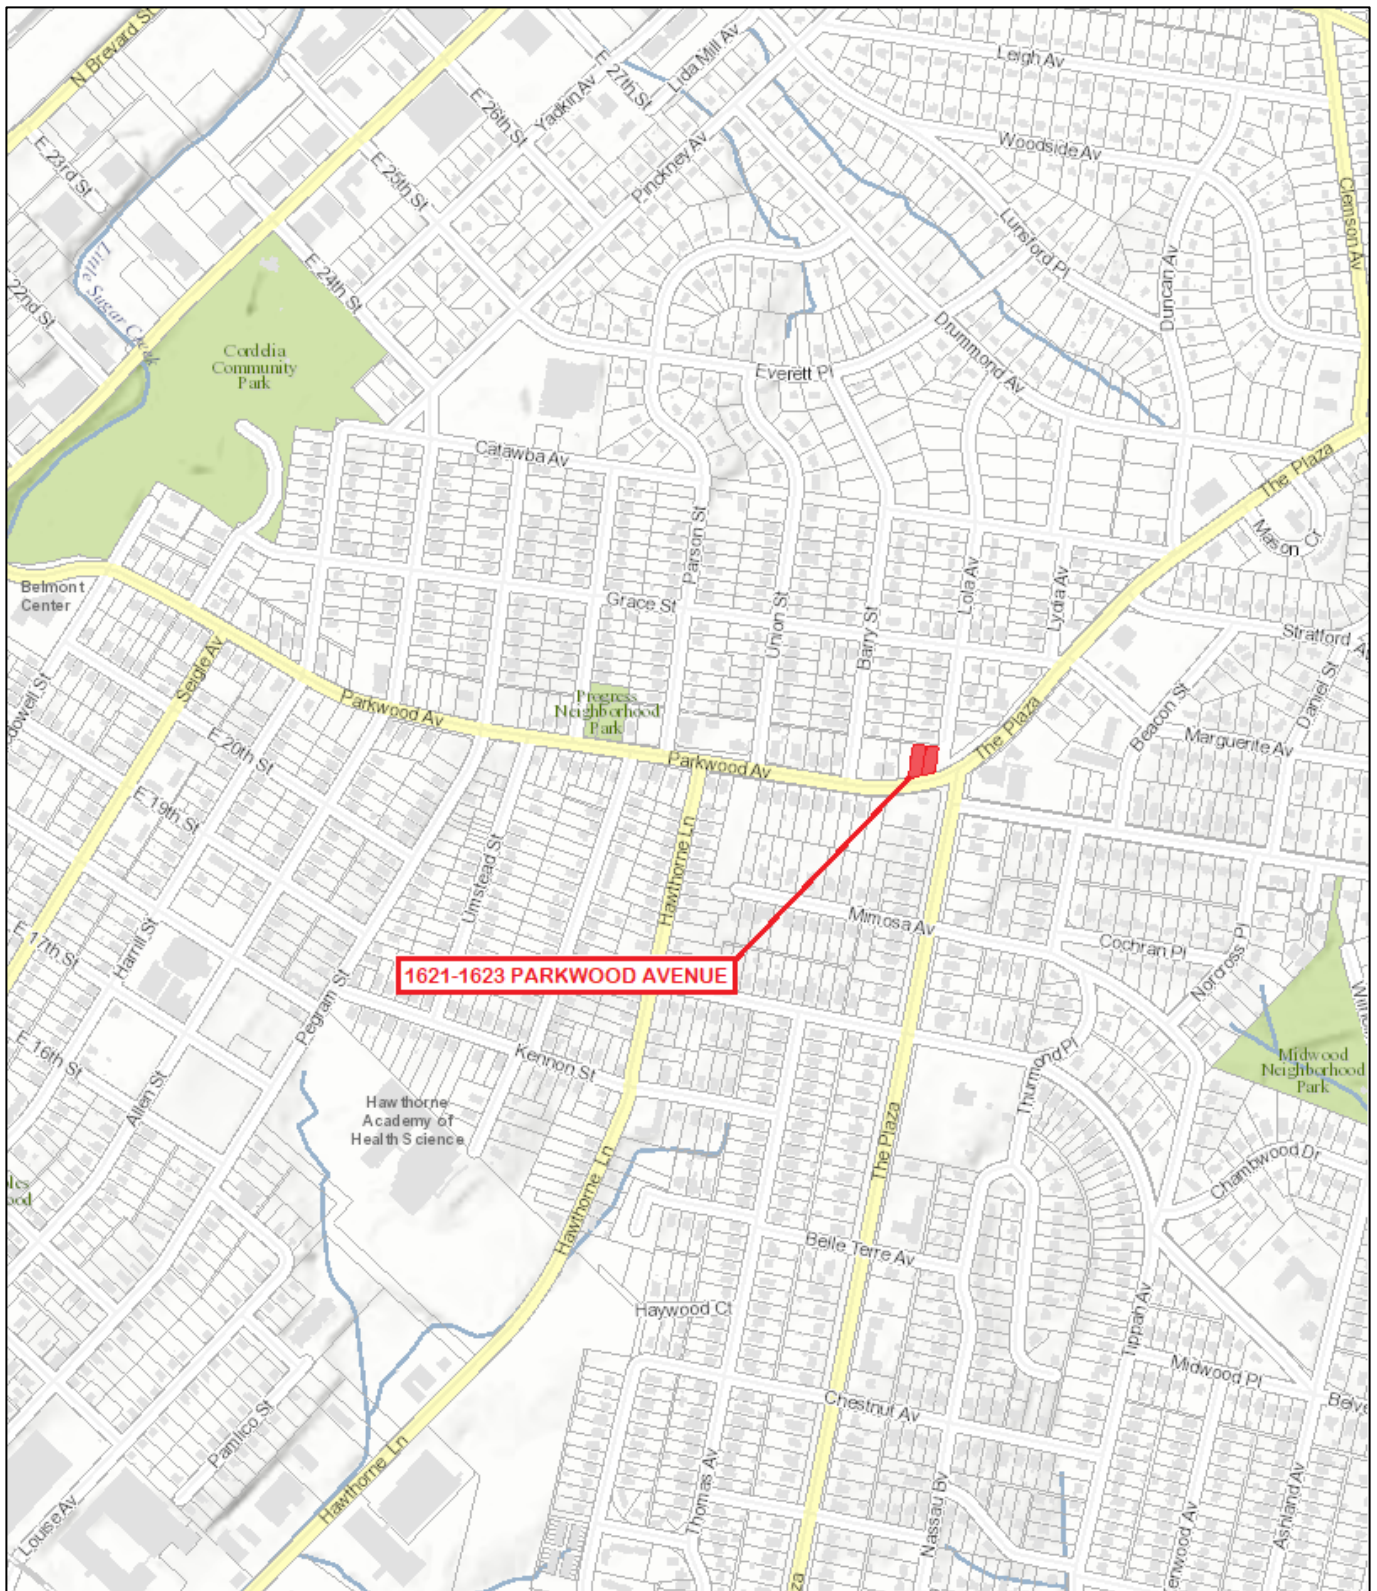 N Brevard St
E 27th St
Lida Mill Av
Leigh Av
Yadkin Av
E 26th St
Woodside Av
E 23rd St
E 25th St
Pinckney Av
Clemson Av
Lunsford Pl
Little Sugar Creek
E 24th St
Duncan Av
22nd St
Drummond Av
Cordelia
Community
Park
Everett Pl
Catawba Av
The Plaza
Mason Ct
Parson St
Lola Av
Lydia Av
Belmont
Center
Grace St
Union St
Barry St
Stratford
Seigle Av
Daniel St
Parkwood Av
Progress
Neighborhood
Park
Beacon St
The Plaza
Marguerite Av
dowell St
E 20th St
Parkwood Av
E 19th St
Umstead St
Hawthorne Ln
Mimosa Av
Cochran Pl
Norcross Pl
E 17th St
Harrill St
1621-1623 PARKWOOD AVENUE
Pegram St
E 16th St
Kennon St
Thurmond Pl
Midwood
Neighborhood
Park
Allen St
Hawthorne
Academy of
Health Science
The Plaza
Chambwood Dr
Hawthorne Ln
Belle Terre Av
Haywood Ct
Tippah Av
Midwood Pl
Chestnut Av
Pamlico St
Thomas Av
Nassau Bv
Ashland Av
Hawthorne Ln
Louise Av
enwood Av
za